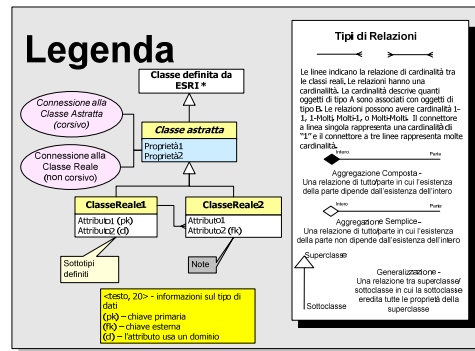 Legenda
Classe definita da
ESRI *
Connessione alla
Classe Astratta
(corsivo)
Classe astratta
Proprietà1
Proprietà2
Connessione alla
Classe Reale
(non corsivo)
ClasseReale1
Attributo1 (pk)
Attributo2 (d)
ClasseReale2
Attributo1
Attributo2 (fk)
Sottotipi
definiti
Note
<testo, 20> - informazioni sul tipo di
dati
(pk) – chiave primaria
(fk) – chiave esterna
(d) – l'attributo usa un dominio
Tipi di Relazioni
Le linee indicano la relazione di cardinalità tra
le classi reali. Le relazioni hanno una
cardinalità. La cardinalità descrive quanti
oggetti di tipo A sono associati con oggetti di
tipo B. Le relazioni possono avere cardinalità 1-
1, 1-Molti, Molti-1, o Molti-Molti. Il connettore
a linea singola rappresenta una cardinalità di
"1" e il connettore a tre linee rappresenta molte
cardinalità.
Intero Parte
Aggregazione Composta –
Una relazione di tutto/parte in cui l'esistenza
della parte dipende dall'esistenza dell'intero
Intero Parte
Aggregazione Semplice –
Una relazione di tutto/parte in cui l'esistenza
della parte non dipende dall'esistenza dell'intero
Superclasse
Generalizzazione -
Una relazione tra superclasse/
sottoclasse in cui la sottoclasse
eredita tutte le proprietà della
superclasse
Sottoclasse